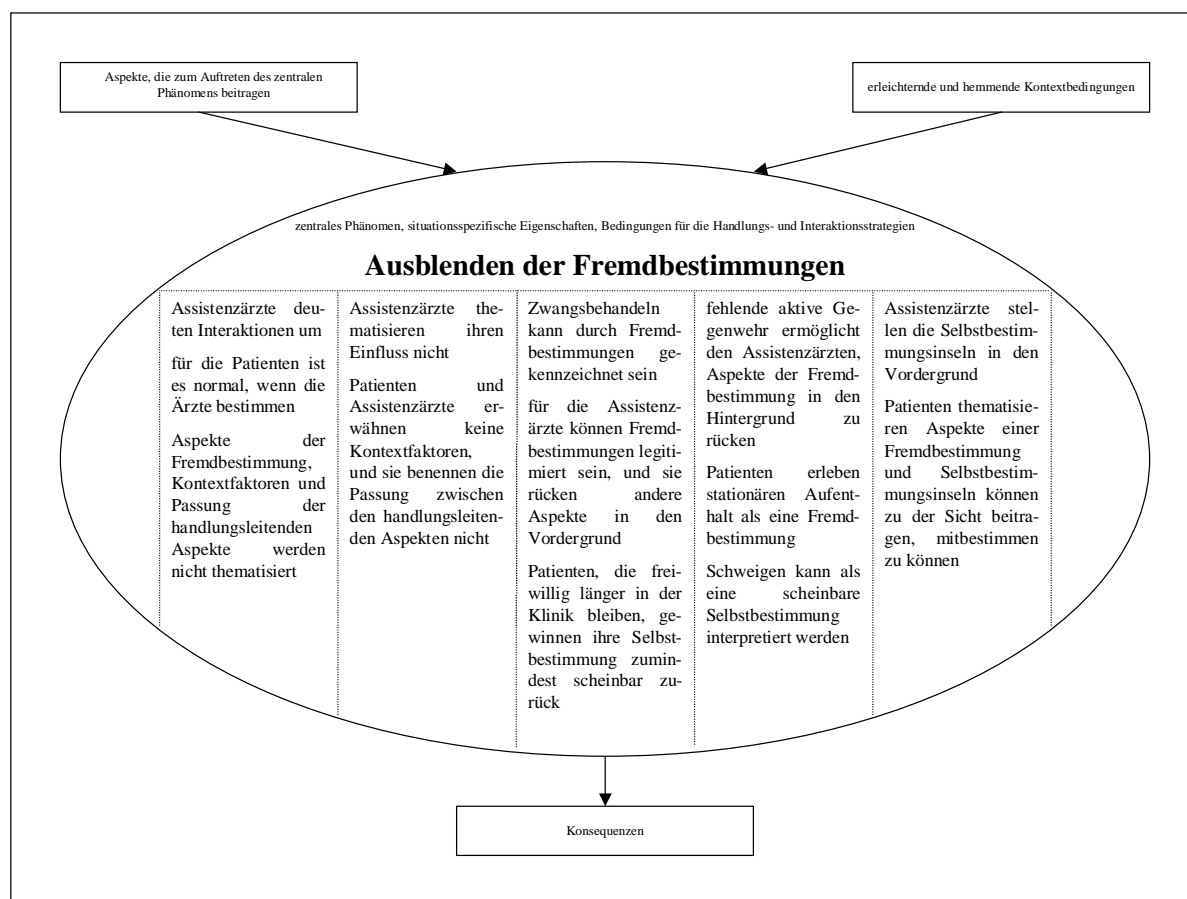 Aspekte, die zum Auftreten des zentralen
Phänomens beitragen
erleichternde und hemmende Kontextbedingungen
zentrales Phänomen, situationsspezifische Eigenschaften, Bedingungen für die Handlungs- und Interaktionsstrategien
Ausblenden der Fremdbestimmungen
Assistenzärzte deu-
ten Interaktionen um
für die Patienten ist
es normal, wenn die
Ärzte bestimmen
Aspekte der
Fremdbestimmung,
Kontextfaktoren und
Passung der
handlungsleitenden
Aspekte werden
nicht thematisiert
Assistenzärzte the-
matisieren ihren
Einfluss nicht
Patienten und
Assistenzärzte er-
wähnen keine
Kontextfaktoren,
und sie benennen die
Passung zwischen
den handlungsleiten-
den Aspekten nicht
Zwangsbehandeln
kann durch Fremd-
bestimmungen ge-
kennzeichnet sein
für die Assistenz-
ärzte können Fremd-
bestimmungen legiti-
miert sein, und sie
rücken andere
Aspekte in den
Vordergrund
Patienten, die frei-
willig länger in der
Klinik bleiben, ge-
winnen ihre Selbst-
bestimmung zumin-
dest scheinbar zu-
rück
fehlende aktive Ge-
genwehr ermöglicht
den Assistenzärzten,
Aspekte der Fremd-
bestimmung in den
Hintergrund zu
rücken
Patienten erleben
stationären Aufent-
halt als eine Fremd-
bestimmung
Schweigen kann als
eine scheinbare
Selbstbestimmung
interpretiert werden
Assistenzärzte stel-
len die Selbstbestim-
mungsinseln in den
Vordergrund
Patienten thematisie-
ren Aspekte einer
Fremdbestimmung
und Selbstbestim-
mungsinseln können
zu der Sicht beitra-
gen, mitbestimmen
zu können
Konsequenzen